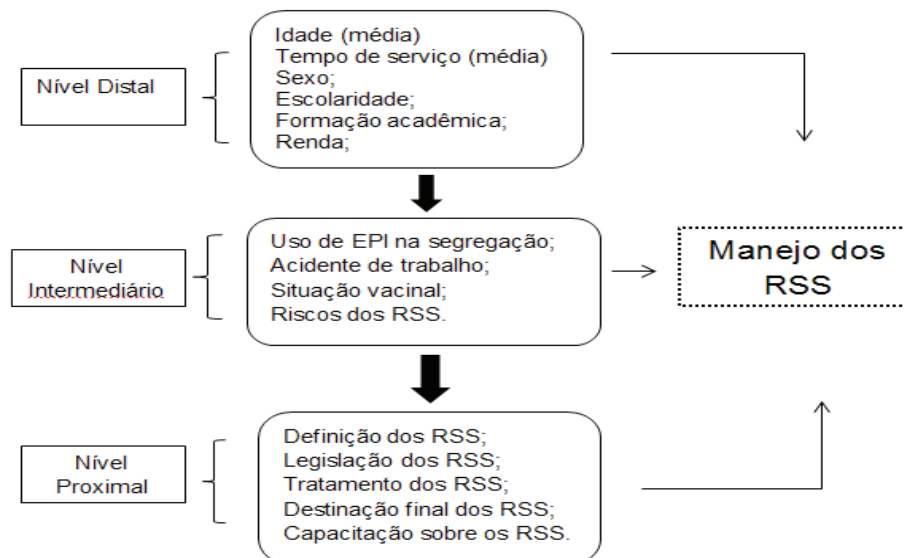 Nível Distal
Idade (média)
Tempo de serviço (média)
Sexo;
Escolaridade;
Formação acadêmica;
Renda;
Nível
Intermediário
Uso de EPI na segregação;
Acidente de trabalho;
Situação vacinal;
Riscos dos RSS.
Manejo dos
RSS
Nível
Proximal
Definição dos RSS;
Legislação dos RSS;
Tratamento dos RSS;
Destinação final dos RSS;
Capacitação sobre os RSS.